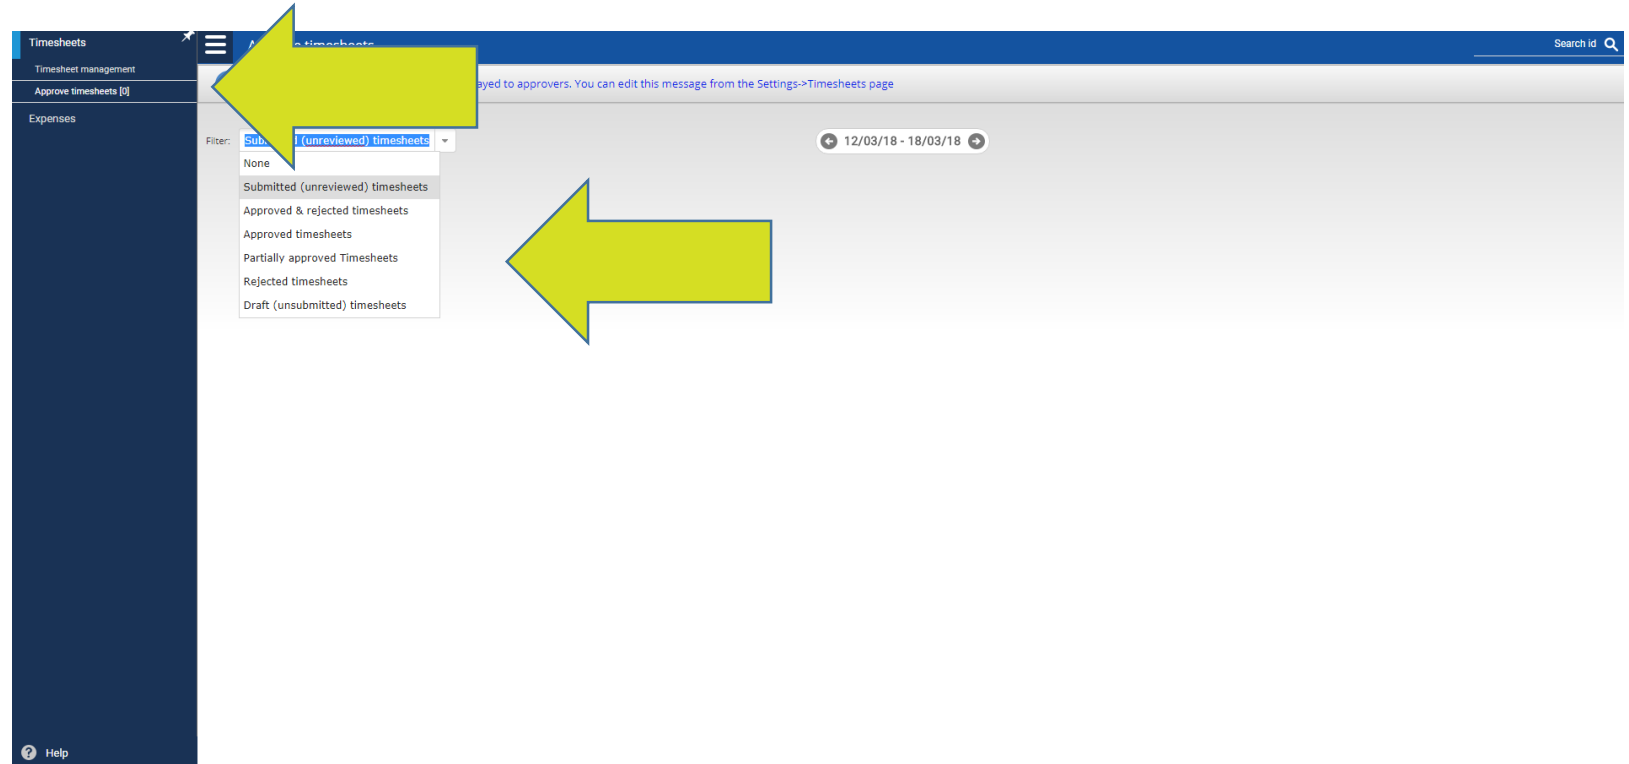 Timesheets
Timesheet management
Approve timesheets [0]
Expenses
timesheets
Search id
to approvers. You can edit this message from the Settings->Timesheets page
Filter:
(unreviewed) timesheets
12/03/18 - 18/03/18
None
Submitted (unreviewed) timesheets
Approved & rejected timesheets
Approved timesheets
Partially approved Timesheets
Rejected timesheets
Draft (unsubmitted) timesheets
Help